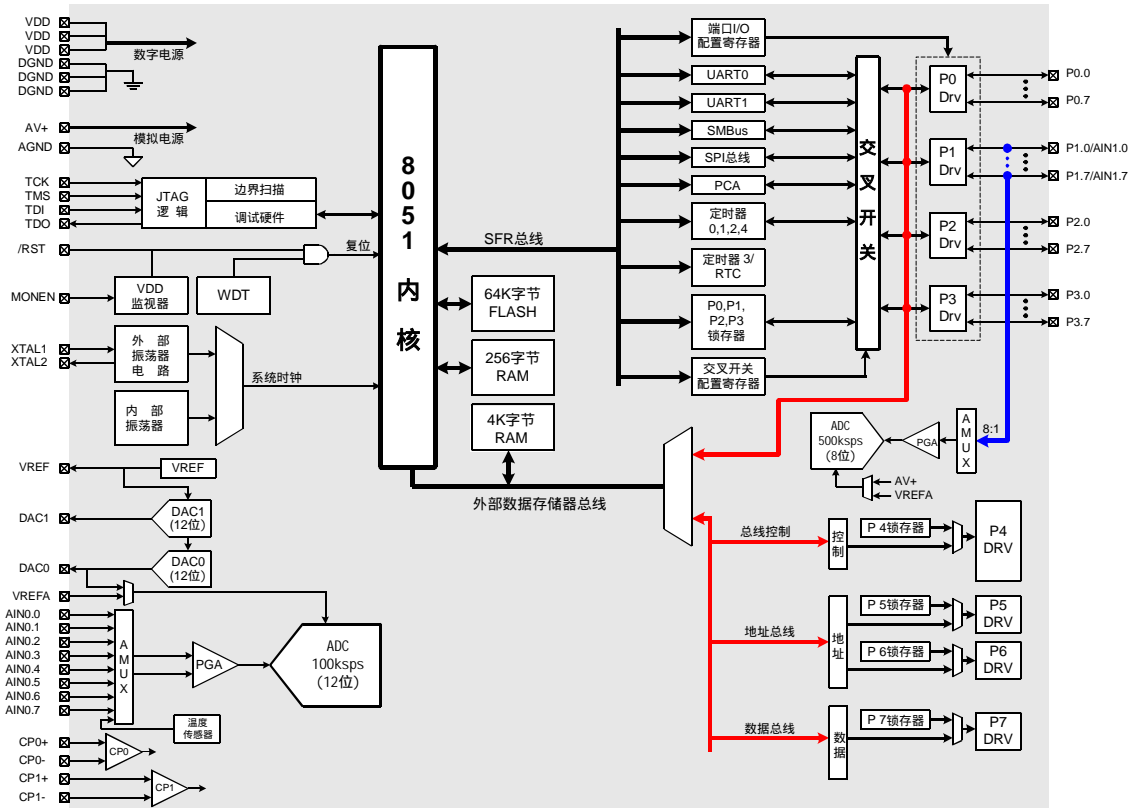 VDD
VDD
VDD
DGND
DGND
DGND
数字电源
AV+
模拟电源
AGND
TCK
TMS
TDI
TDO
JTAG
逻 辑
边界扫描
调试硬件
/RST
复位
MONEN
VDD
监视器
WDT
XTAL1
XTAL2
外 部
振荡器
电 路
内 部
振荡器
系统时钟
VREF
VREF
DAC1
DAC1
(12位)
DAC0
DAC0
(12位)
VREFA
AIN0.0
AIN0.1
AIN0.2
AIN0.3
AIN0.4
AIN0.5
AIN0.6
AIN0.7
AMUX
PGA
ADC
100ksps
(12位)
温度
传感器
CP0+
CP0-
CP0
CP1+
CP1-
CP1
8051内核
SFR总线
64K字节
FLASH
256字节
RAM
4K字节
RAM
外部数据存储器总线
端口I/O
配置寄存器
UART0
UART1
SMBus
SPI总线
PCA
定时器
0,1,2,4
定时器 3/
RTC
P0,P1,
P2,P3
锁存器
交叉开关
配置寄存器
交叉开关
P0
Drv
P1
Drv
P2
Drv
P3
Drv
P0.0
P0.7
P1.0/AIN1.0
P1.7/AIN1.7
P2.0
P2.7
P3.0
P3.7
ADC
500ksps
(8位)
PGA
AMUX
8:1
AV+
VREFA
总线控制
控制
P 4锁存器
P4
DRV
地址总线
地址
P 5锁存器
P5
DRV
P 6锁存器
P6
DRV
数据总线
数据
P 7锁存器
P7
DRV